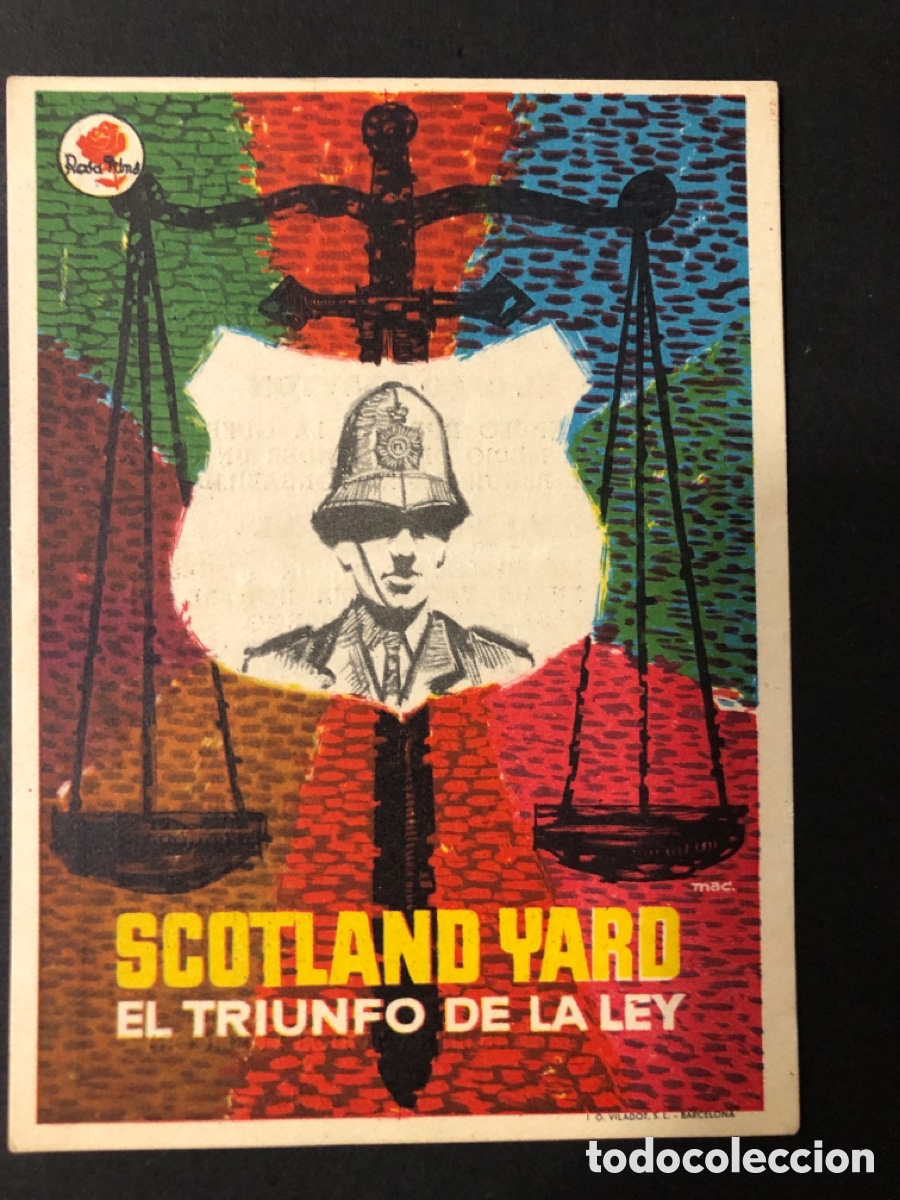 Rosa Films
mac.
SCOTLAND YARD
EL TRIUNFO DE LA LEY
O. VILADOT, S. L. - BARCELONA
todocoleccion